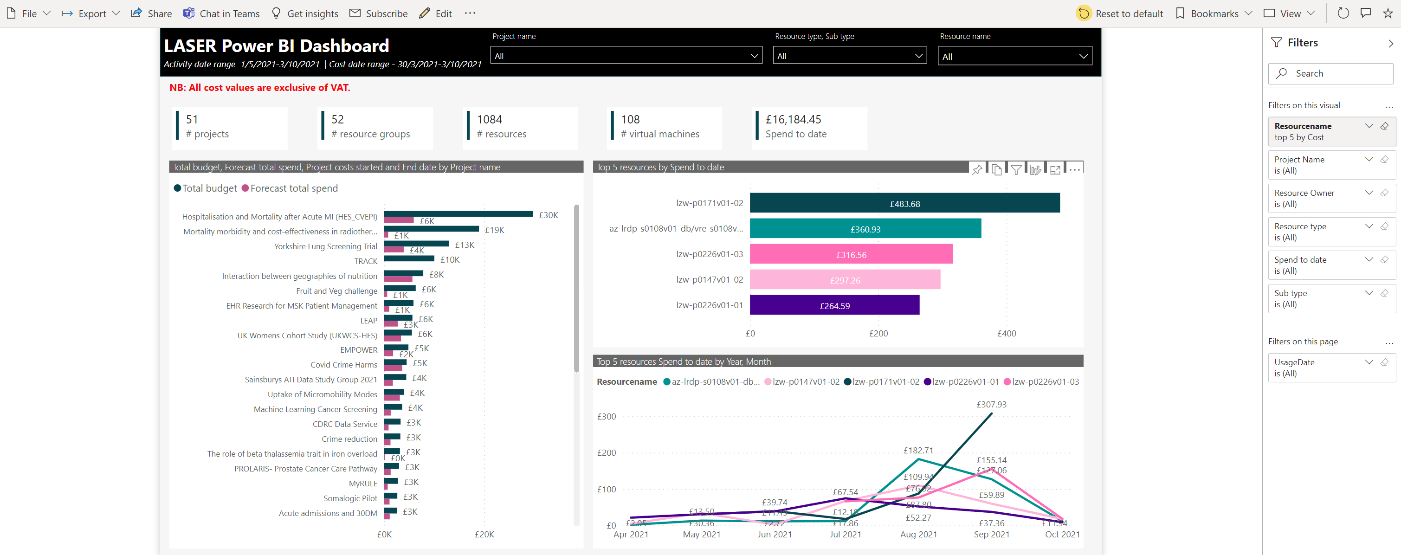 File Export Share Chat in Teams Get insights Subscribe Edit ... Reset to default Bookmarks View
LASER Power BI Dashboard
Activity date range 1/5/2021-3/10/2021 | Cost date range - 30/3/2021-3/10/2021
Project name
All
Resource type, Sub type
All
Resource name
All
NB: All cost values are exclusive of VAT.
51
# projects
52
# resource groups
1084
# resources
108
# virtual machines
£16,184.45
Spend to date
Total budget, Forecast total spend, Project costs started and End date by Project name
Total budget Forecast total spend
Hospitalisation and Mortality after Acute MI (HES_CVEPI) £30K £6K
Mortality morbidity and cost-effectiveness in radiother... £19K £1K
Yorkshire Lung Screening Trial £13K £4K
TRACK £10K
Interaction between geographies of nutrition £8K
Fruit and Veg challenge £6K £1K
EHR Research for MSK Patient Management £6K £1K
LEAP £6K £3K
UK Womens Cohort Study (UKWCS-HES) £6K
EMPOWER £5K £2K
Covid Crime Harms £5K
Sainsburys ATI Data Study Group 2021 £4K
Uptake of Micromobility Modes £4K
Machine Learning Cancer Screening £4K
CDRC Data Service £3K
Crime reduction £3K
The role of beta thalassemia trait in iron overload £3K £0K
PROLARIS- Prostate Cancer Care Pathway £3K
MyRULE £3K
Somalogic Pilot £3K
Acute admissions and 30DM £3K
£0K £20K
Top 5 resources by Spend to date
lzw-p0171v01-02 £483.68
az-lrdp-s0108v01-db/vre-s0108v... £360.93
lzw-p0226v01-03 £316.56
lzw-p0147v01-02 £297.26
lzw-p0226v01-01 £264.59
£0 £200 £400
Top 5 resources Spend to date by Year, Month
Resourcename az-lrdp-s0108v01-db... lzw-p0147v01-02 lzw-p0171v01-02 lzw-p0226v01-01 lzw-p0226v01-03
£307.93
£300
£200
£182.71
£155.14
£109.94
£100
£67.54
£59.89
£39.74
£52.27
£37.36
£0
Apr 2021 May 2021 Jun 2021 Jul 2021 Aug 2021 Sep 2021 Oct 2021
Filters
Search
Filters on this visual ...
Resourcename
top 5 by Cost
Project Name
is (All)
Resource Owner
is (All)
Resource type
is (All)
Spend to date
is (All)
Sub type
is (All)
Filters on this page ...
UsageDate
is (All)